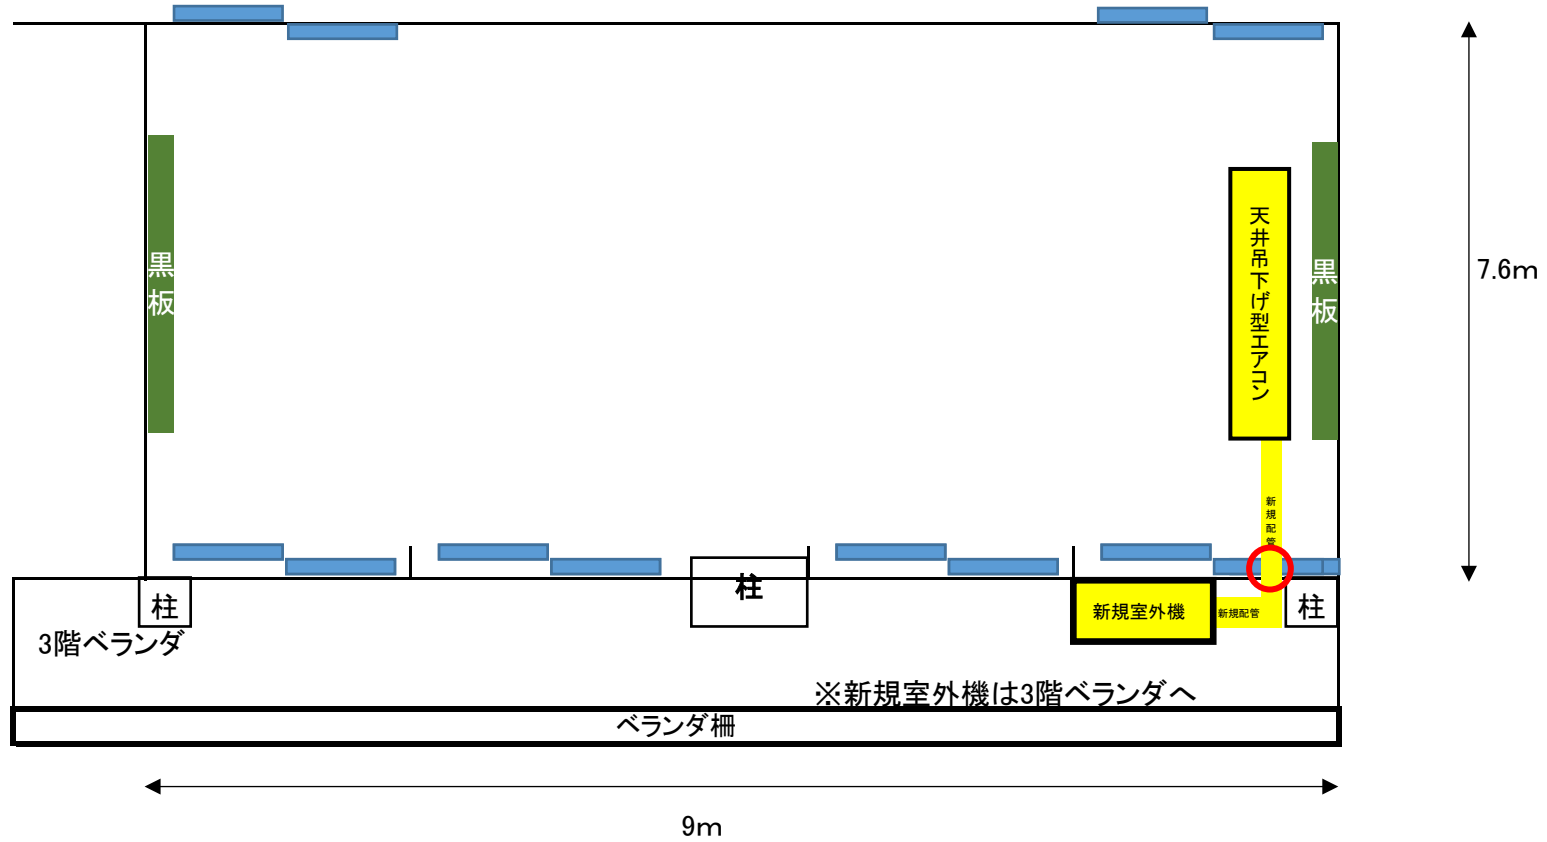 黒板
天井吊下げ型エアコン
黒板
7.6m
新規配管
柱
柱
新規室外機
新規配管
柱
3階ベランダ
※新規室外機は3階ベランダへ
ベランダ柵
9m